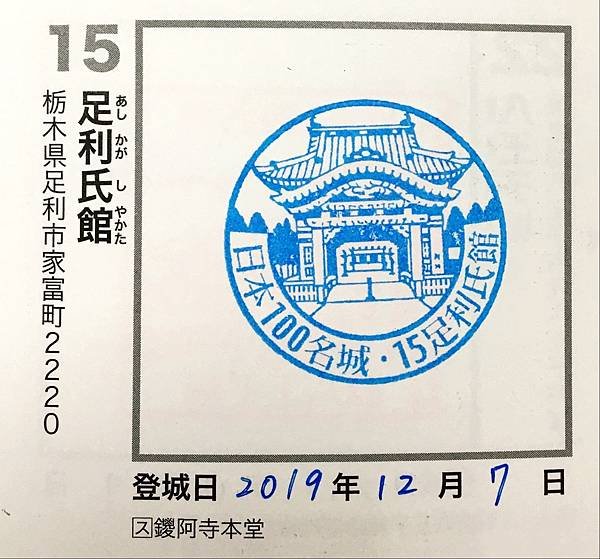 15
足利氏館
あし かが し やかた
栃木県足利市家富町2220
日本100名城・15足利氏館
登城日 2019年12月7日
ス鑁阿寺本堂